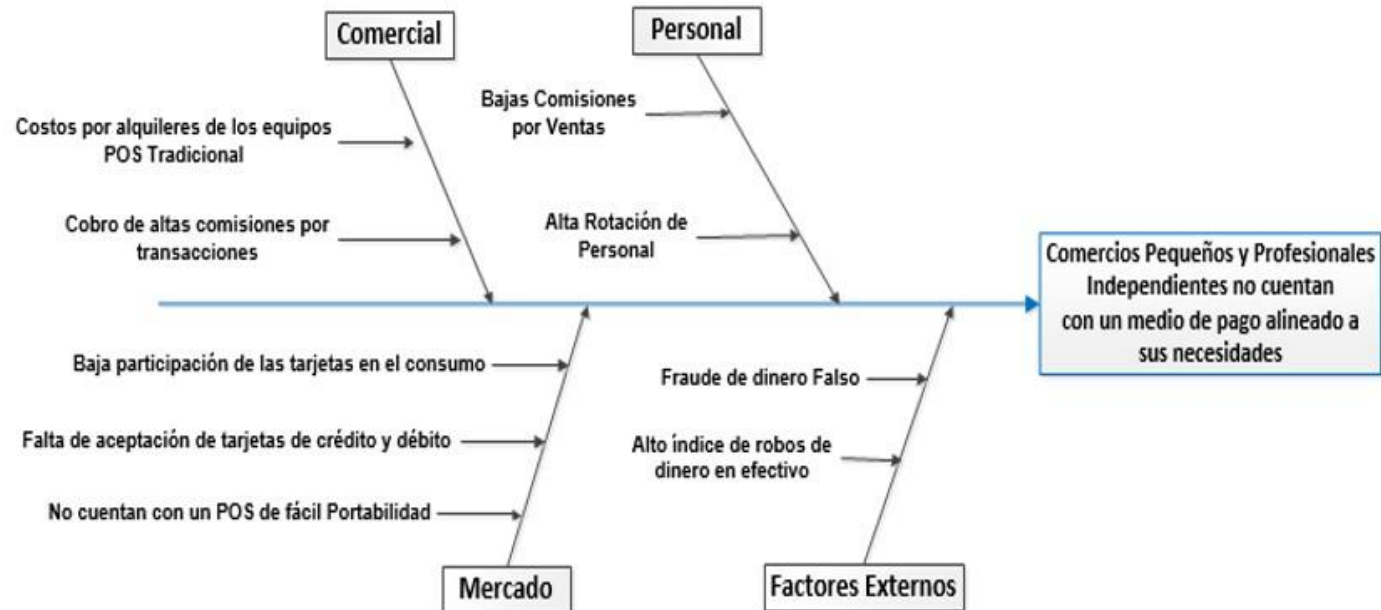 Comercial
Personal
Costos por alquileres de los equipos
POS Tradicional
Cobro de altas comisiones por
transacciones
Bajas Comisiones
por Ventas
Alta Rotación de
Personal
Comercios Pequeños y Profesionales
Independientes no cuentan
con un medio de pago alineado a
sus necesidades
Baja participación de las tarjetas en el consumo
Falta de aceptación de tarjetas de crédito y débito
No cuentan con un POS de fácil Portabilidad
Fraude de dinero Falso
Alto índice de robos de
dinero en efectivo
Mercado
Factores Externos